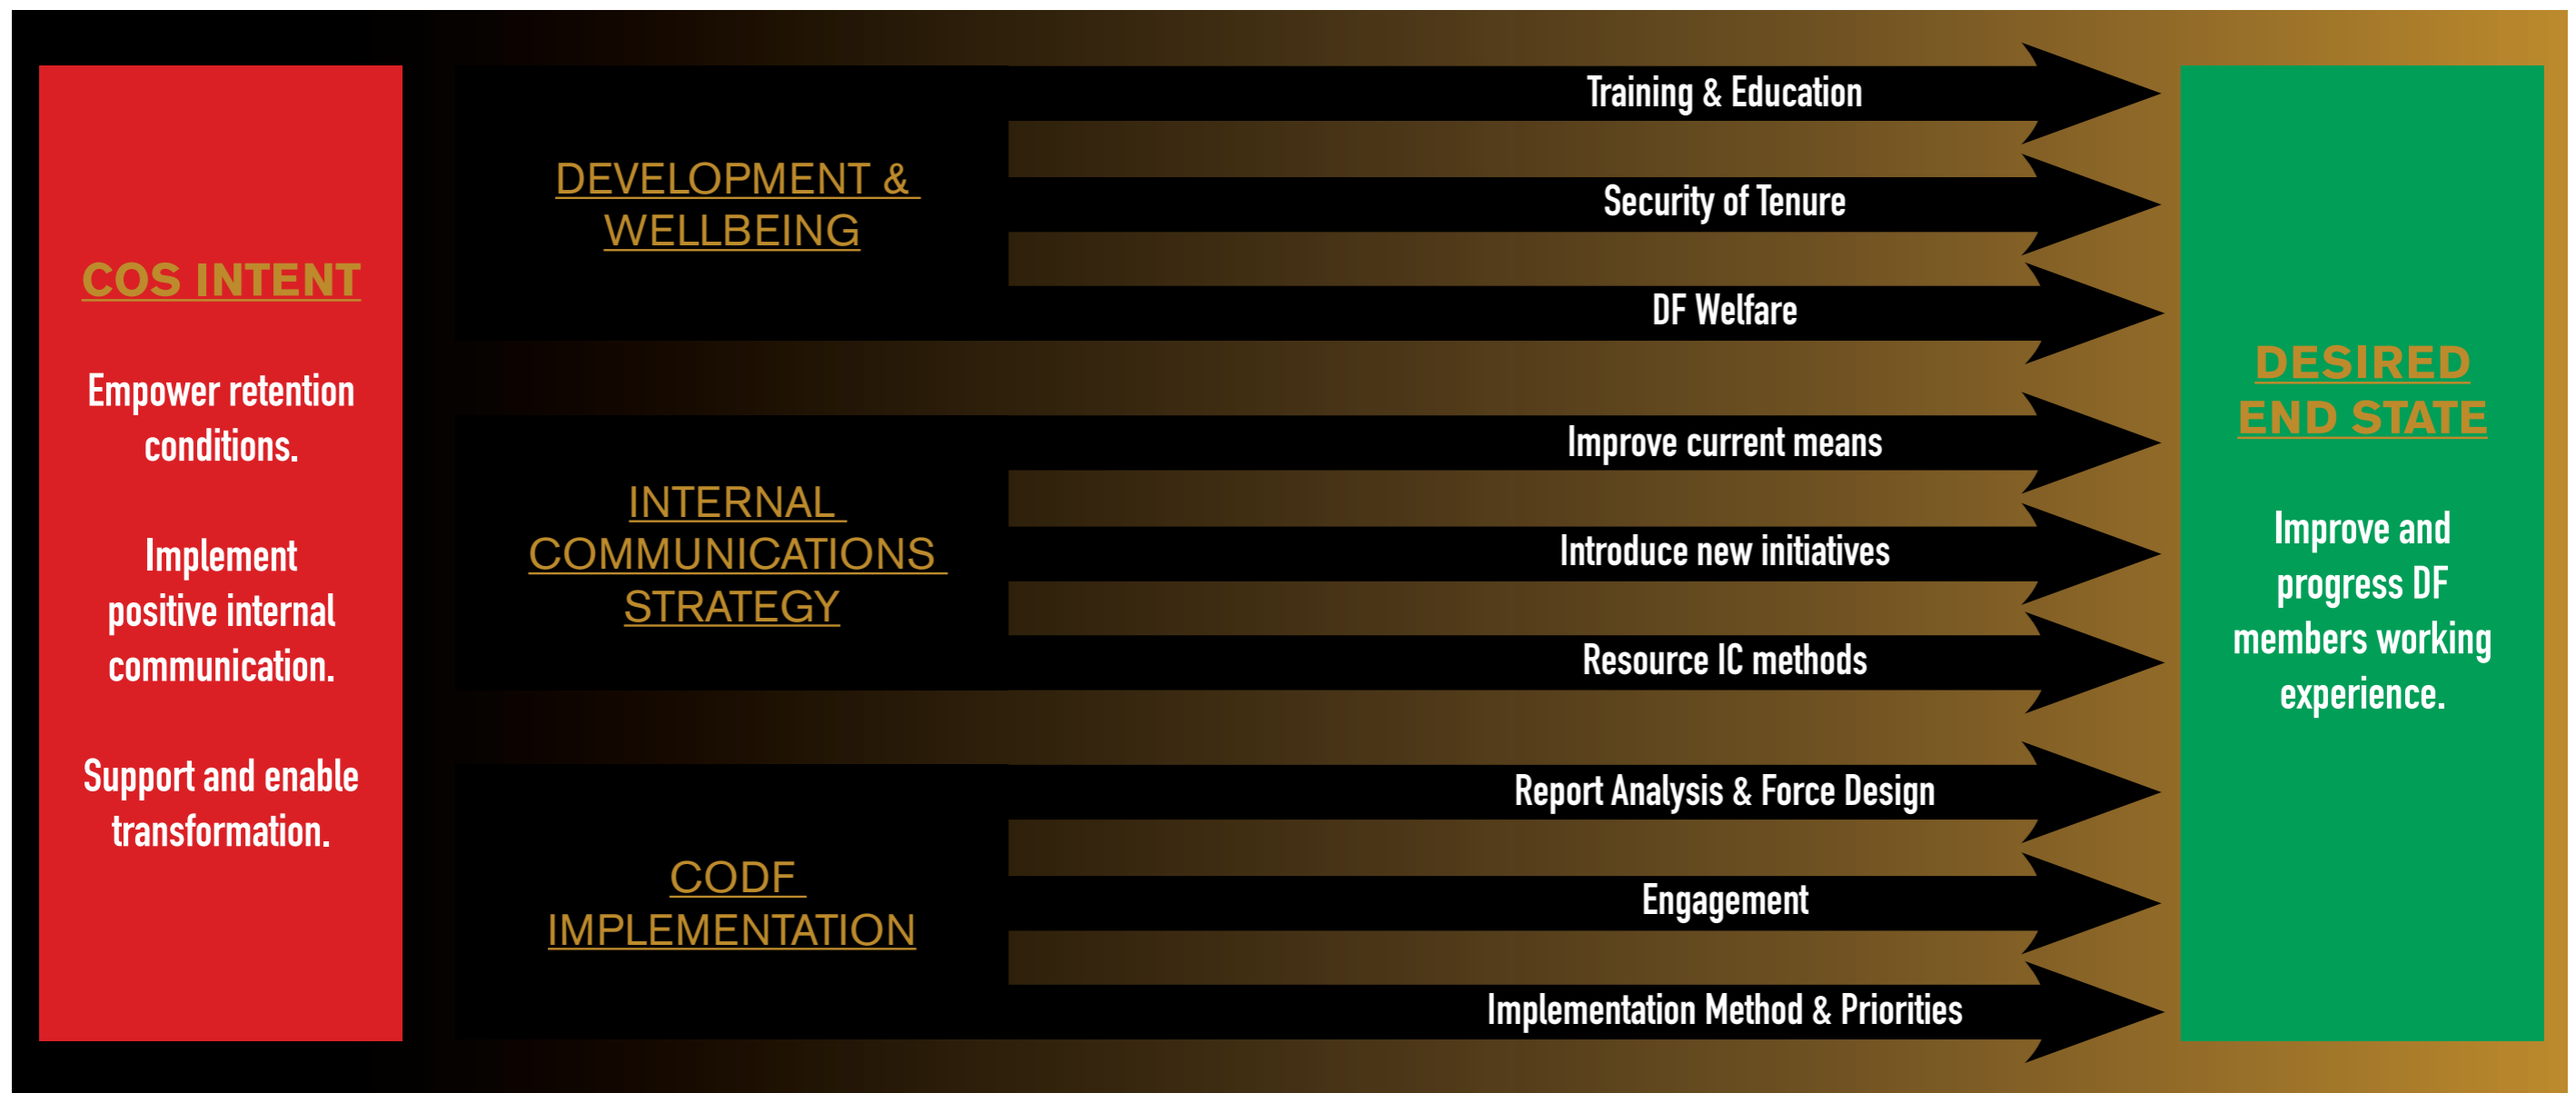 COS INTENT
Empower retention
conditions.
Implement
positive internal
communication.
Support and enable
transformation.
DEVELOPMENT &
WELLBEING
Training & Education
Security of Tenure
DF Welfare
INTERNAL
COMMUNICATIONS
STRATEGY
Improve current means
Introduce new initiatives
Resource IC methods
CODF
IMPLEMENTATION
Report Analysis & Force Design
Engagement
Implementation Method & Priorities
DESIRED
END STATE
Improve and
progress DF
members working
experience.